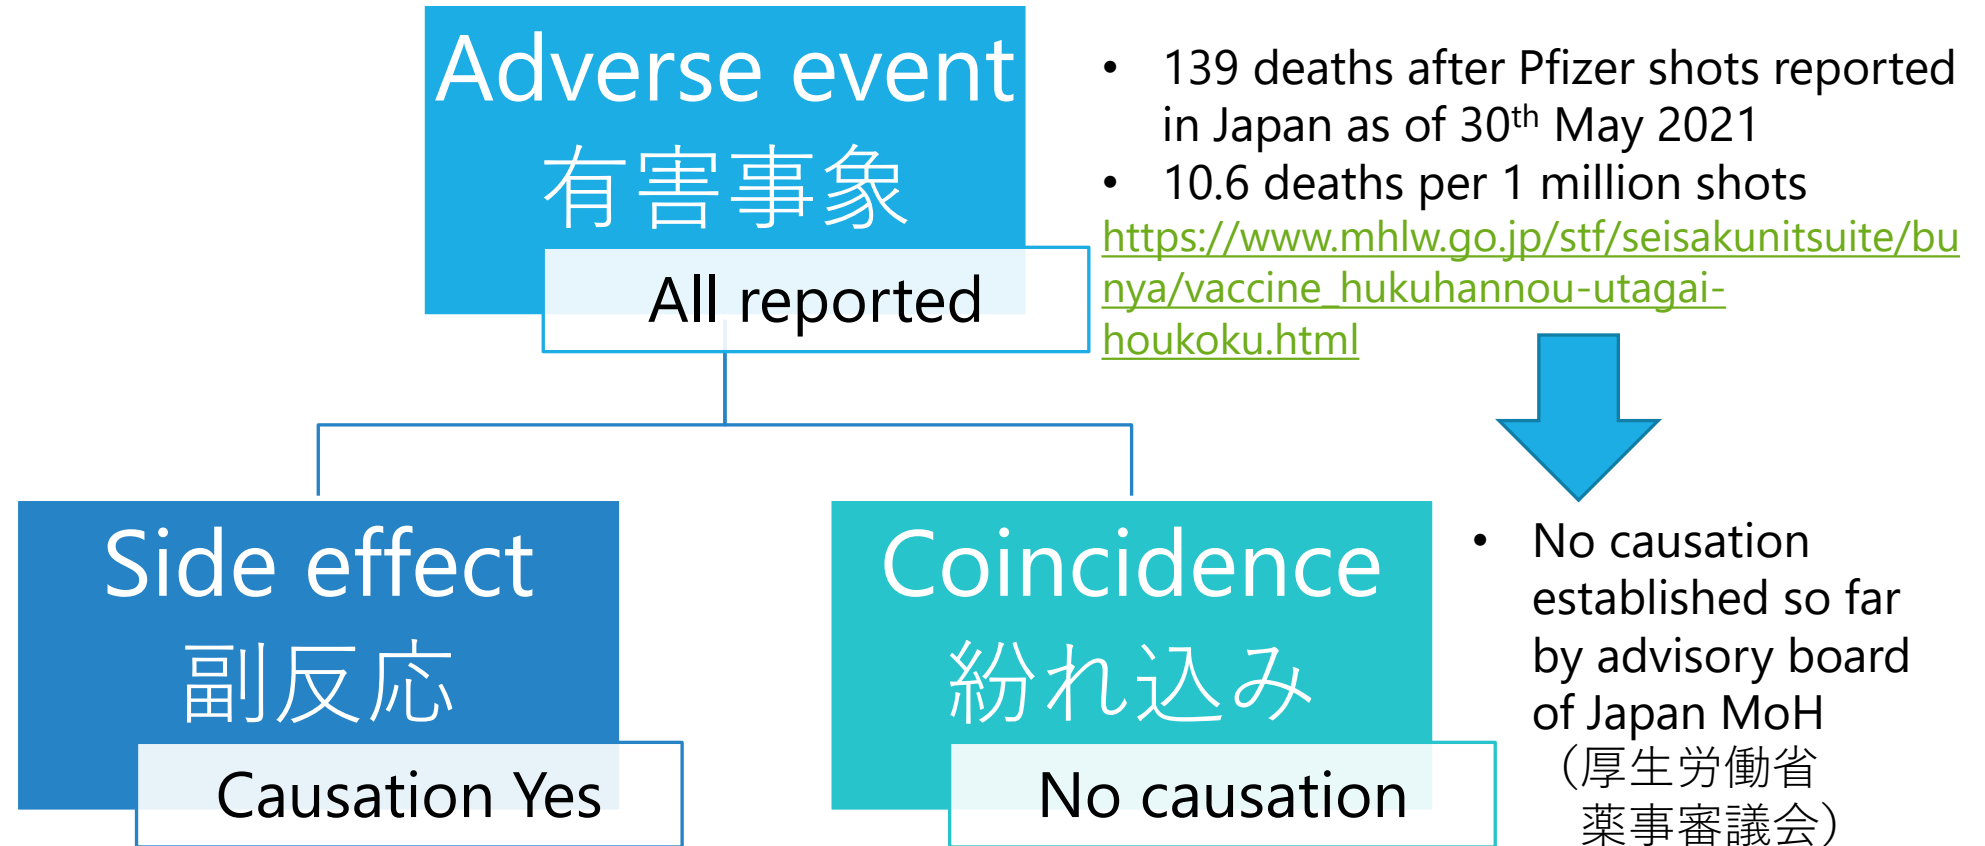 Adverse event
有害事象
All reported
• 139 deaths after Pfizer shots reported
in Japan as of 30th May 2021
• 10.6 deaths per 1 million shots
https://www.mhlw.go.jp/stf/seisakunitsuite/bu
nya/vaccine_hukuhannou-utagai-
houkoku.html
Side effect
副反応
Causation Yes
Coincidence
紛れ込み
No causation
• No causation
established so far
by advisory board
of Japan MoH
（厚生労働省
薬事審議会）